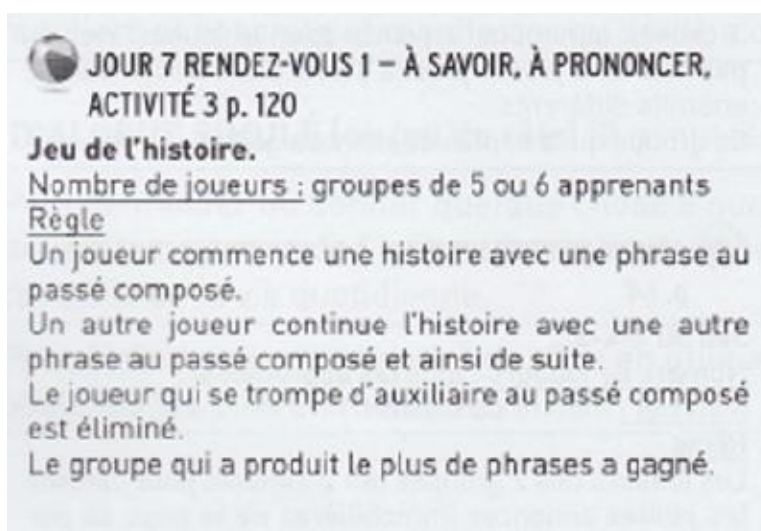 JOUR 7 RENDEZ-VOUS 1 – À SAVOIR, À PRONONCER,
ACTIVITÉ 3 p. 120
Jeu de l'histoire.
Nombre de joueurs : groupes de 5 ou 6 apprenants
Règle
Un joueur commence une histoire avec une phrase au
passé composé.
Un autre joueur continue l'histoire avec une autre
phrase au passé composé et ainsi de suite.
Le joueur qui se trompe d'auxiliaire au passé composé
est éliminé.
Le groupe qui a produit le plus de phrases a gagné.